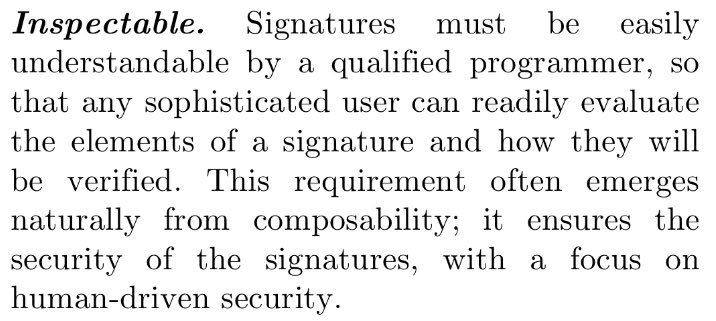 Inspectable. Signatures must be easily
understandable by a qualified programmer, so
that any sophisticated user can readily evaluate
the elements of a signature and how they will
be verified. This requirement often emerges
naturally from composability; it ensures the
security of the signatures, with a focus on
human-driven security.